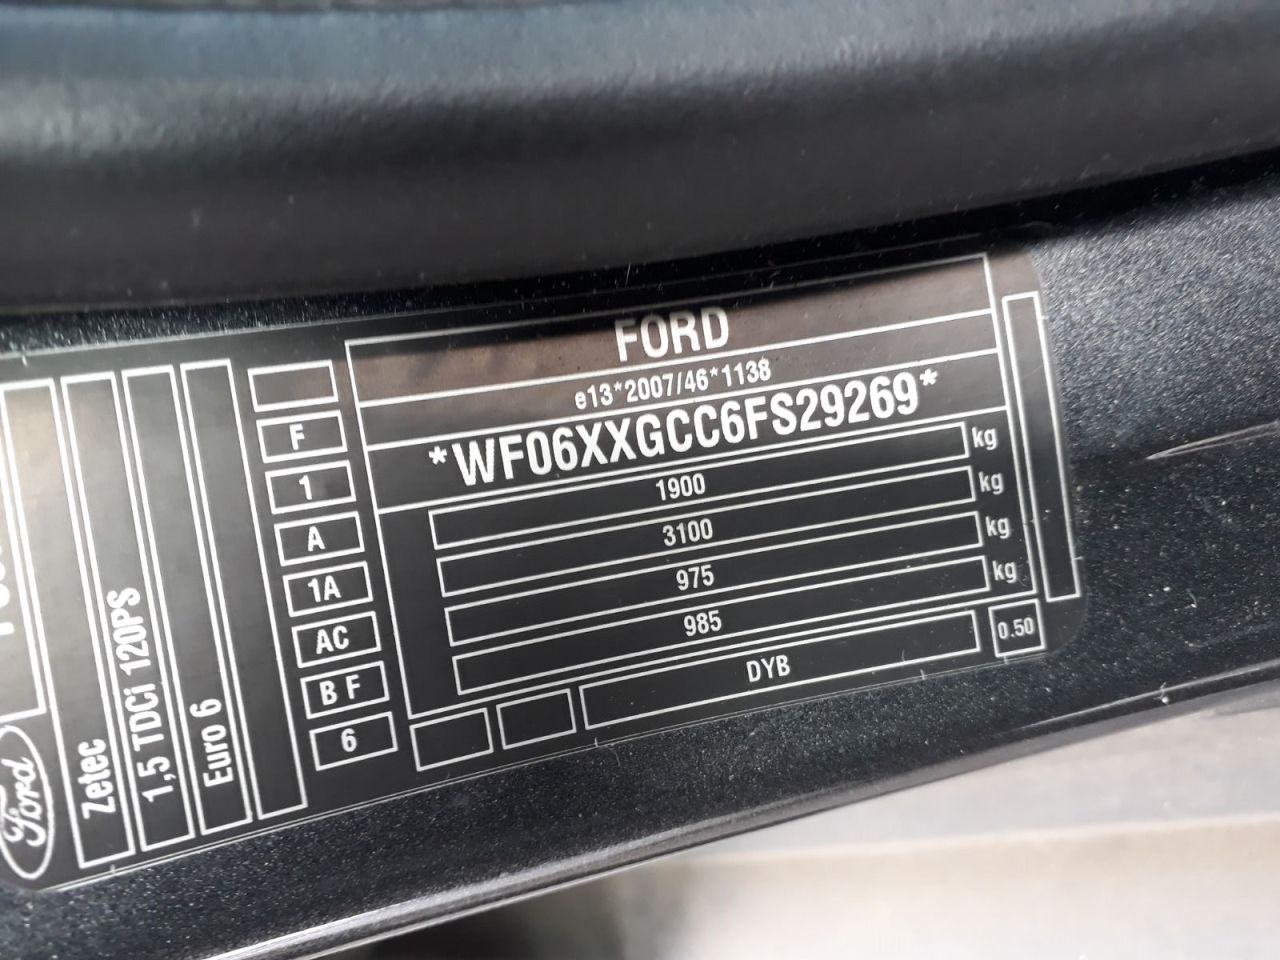 FORD
e13*2007/46*1138
*WF06XXGCC6FS29269*
1900 kg
3100 kg
975 kg
985 kg
DYB
0.50
F
1
A
1A
AC
B F
6
Ford
Zetec
1,5 TDCi 120PS
Euro 6